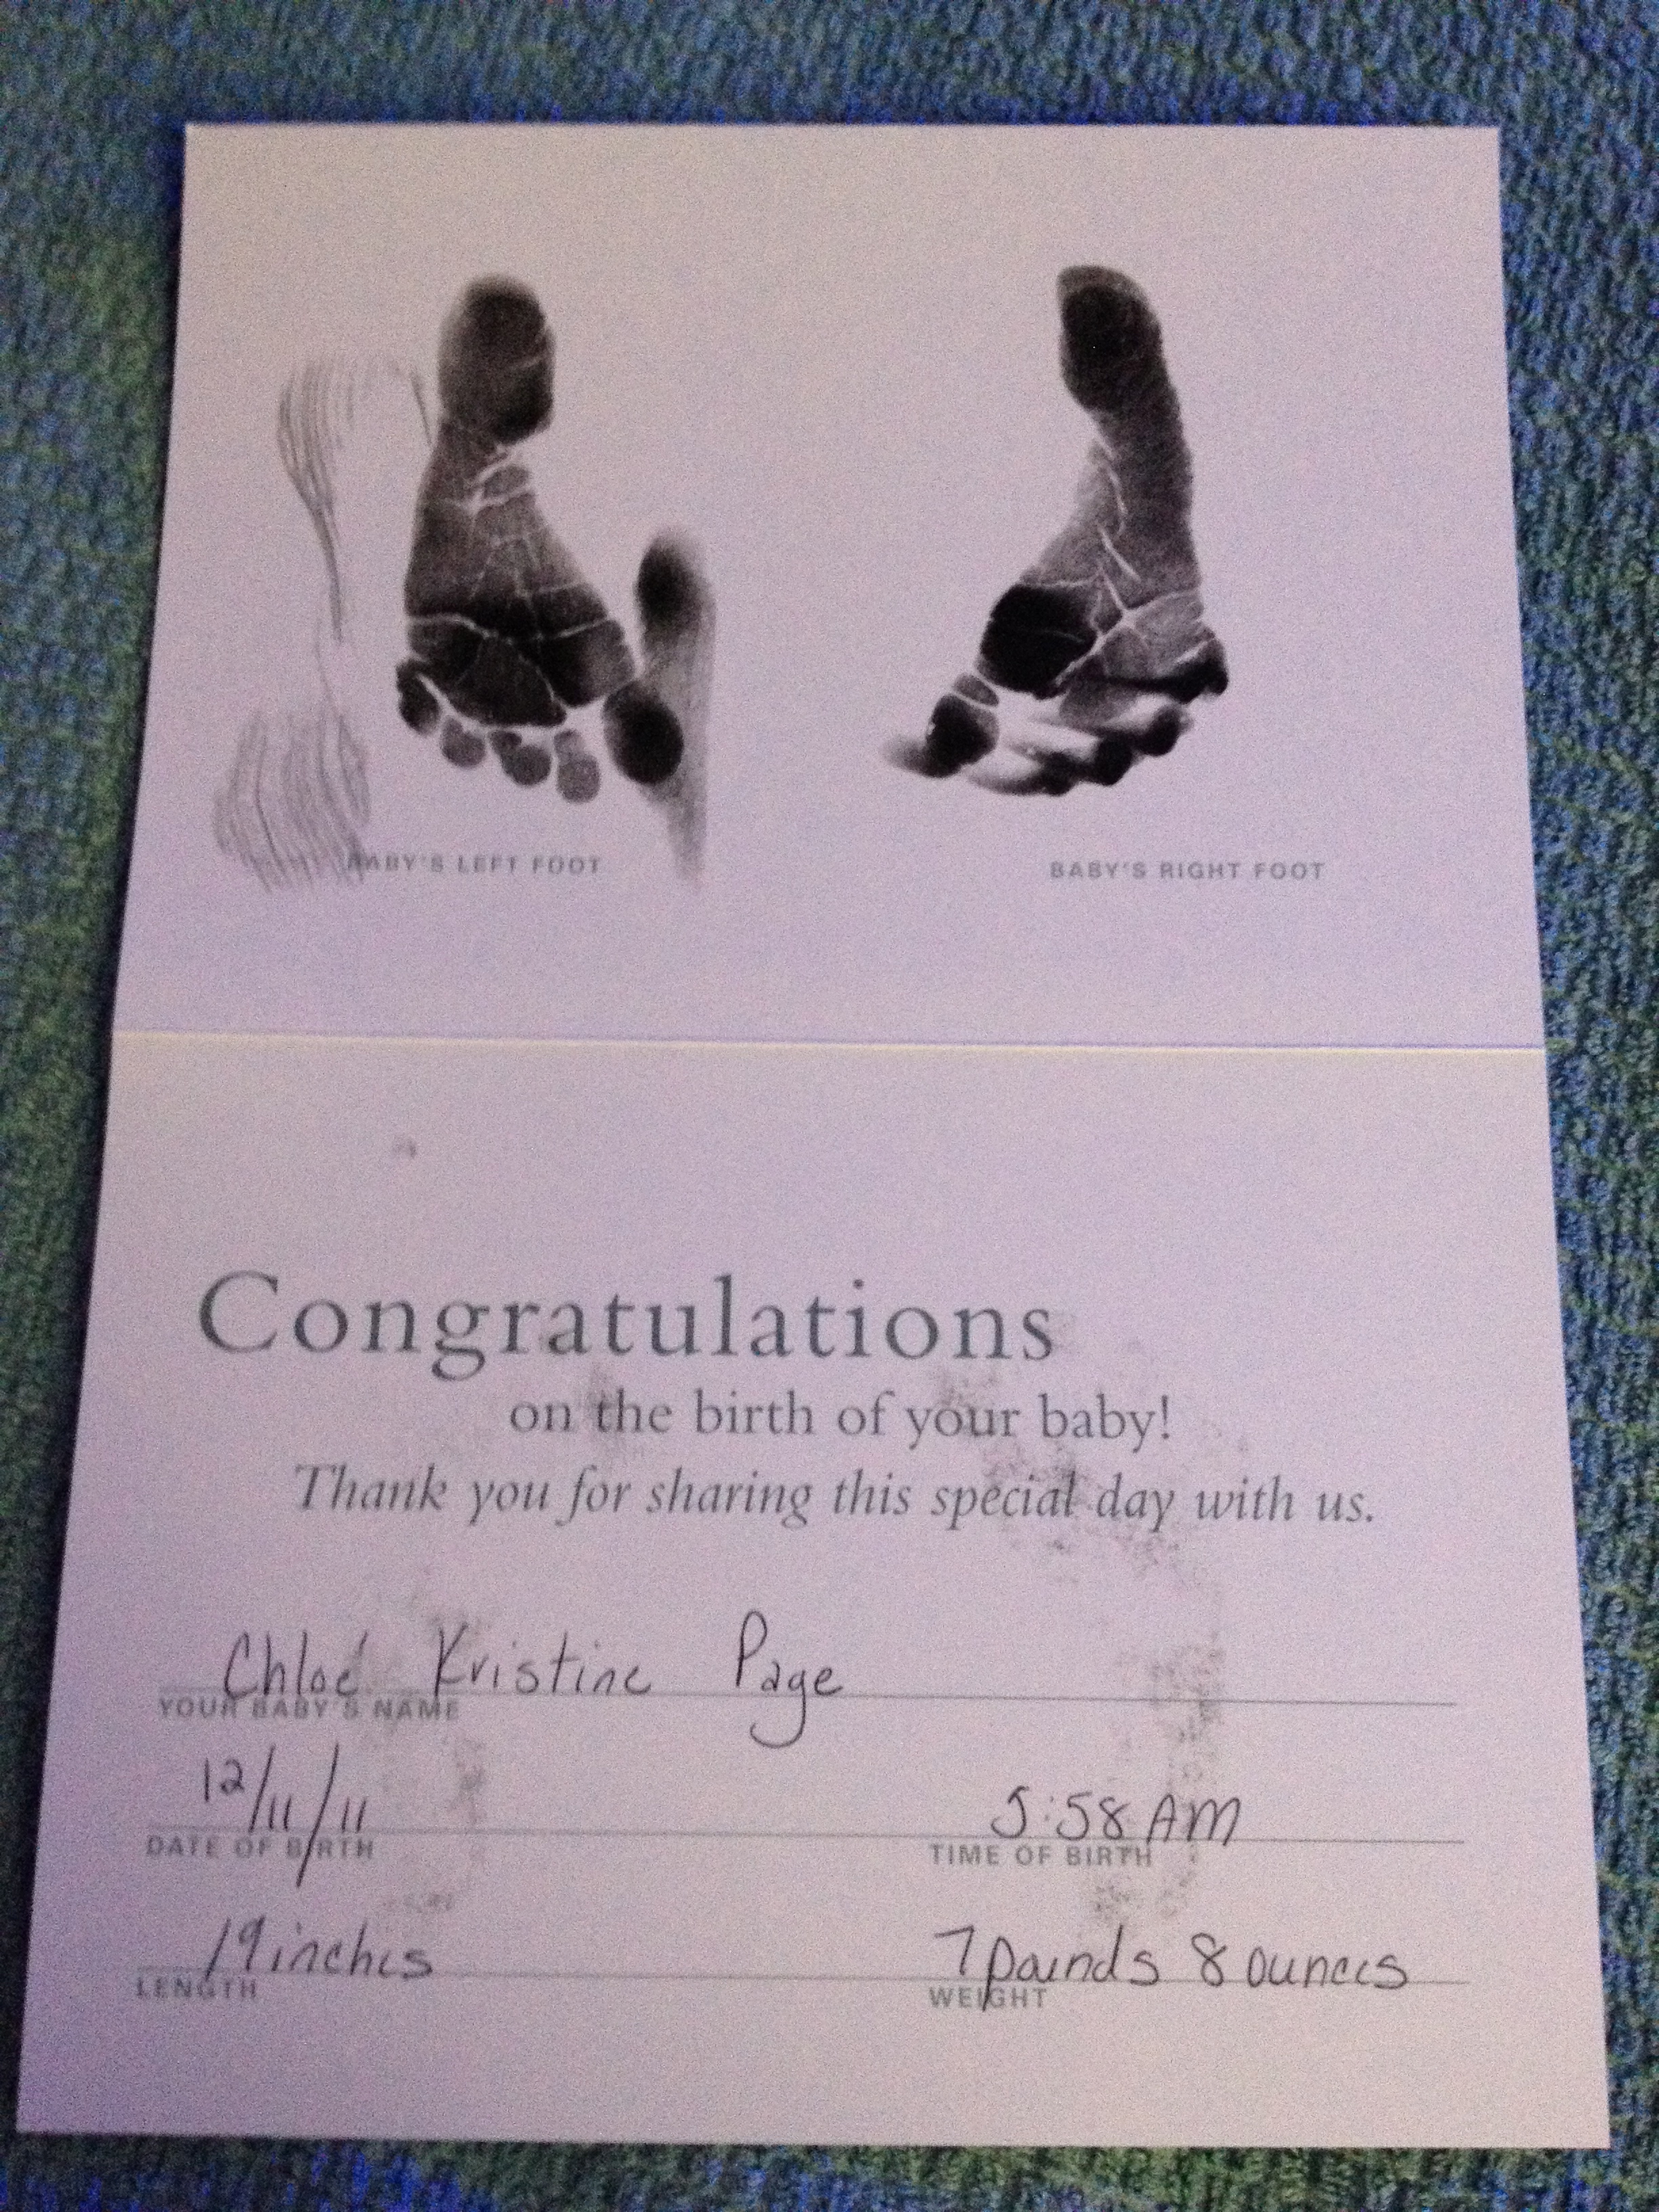 BABY'S LEFT FOOT
BABY'S RIGHT FOOT
Congratulations
on the birth of your baby!
Thank you for sharing this special day with us.
Chloé Kristine Page
YOUR BABY'S NAME
12/11/11
5:58 AM
DATE OF BIRTH
TIME OF BIRTH
19 inches
7 pounds 8 ounces
LENGTH
WEIGHT